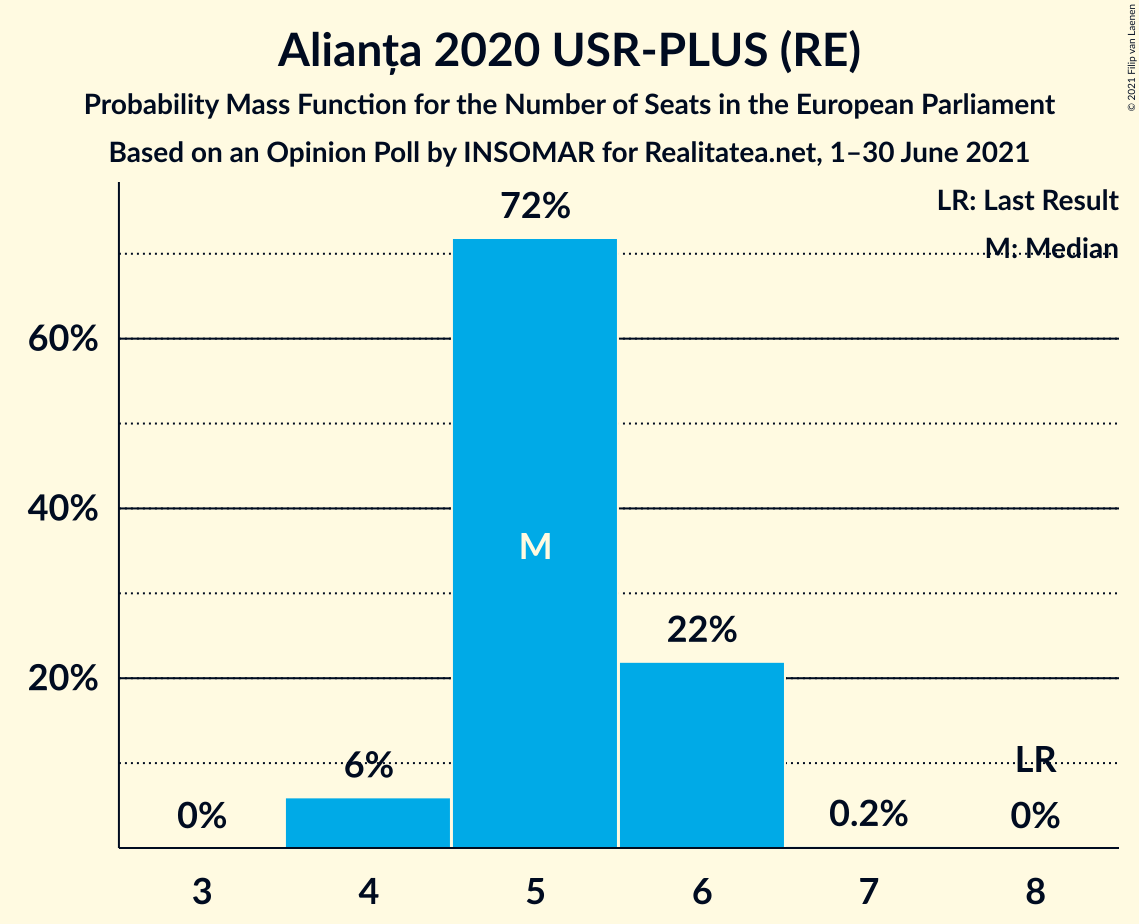 Alianța 2020 USR-PLUS (RE)
Probability Mass Function for the Number of Seats in the European Parliament
Based on an Opinion Poll by INSOMAR for Realitatea.net, 1–30 June 2021
© 2021 Filip van Laenen
LR: Last Result
M: Median
72%
60%
40%
M
22%
20%
6%
LR
0%
0.2%
0%
3 4 5 6 7 8